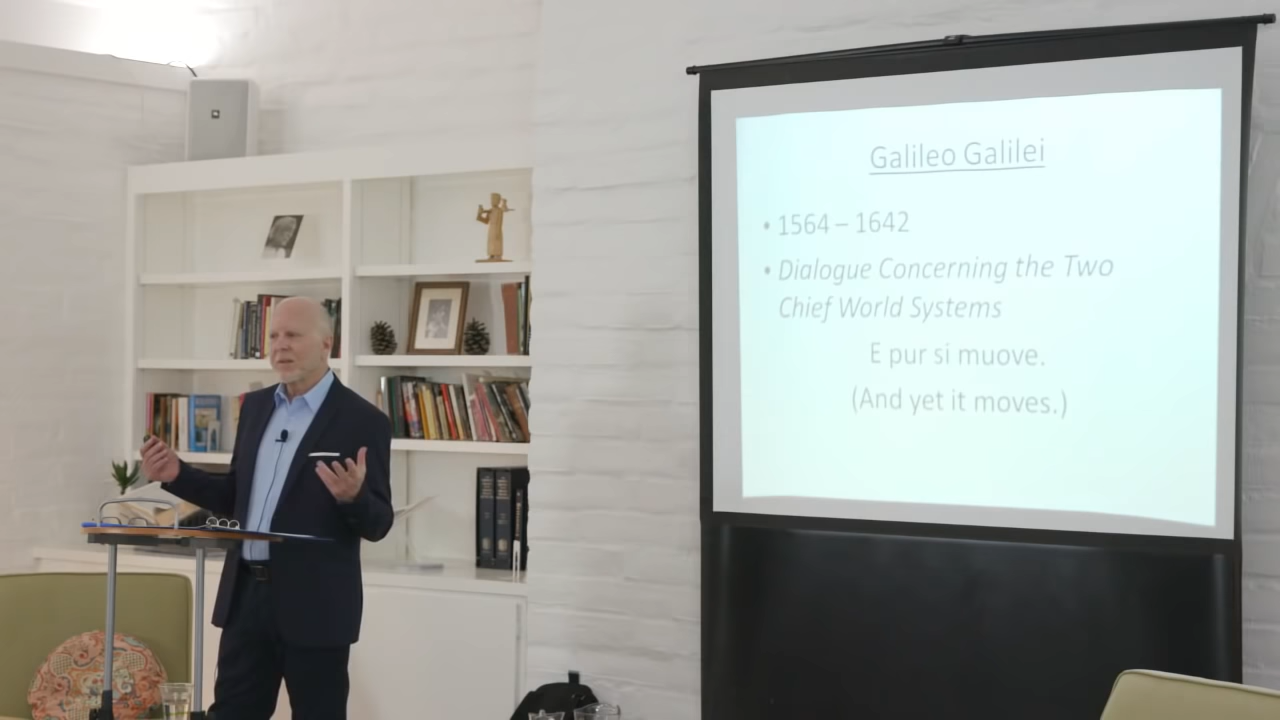 Galileo Galilei
• 1564 – 1642
• Dialogue Concerning the Two
Chief World Systems
E pur si muove.
(And yet it moves.)